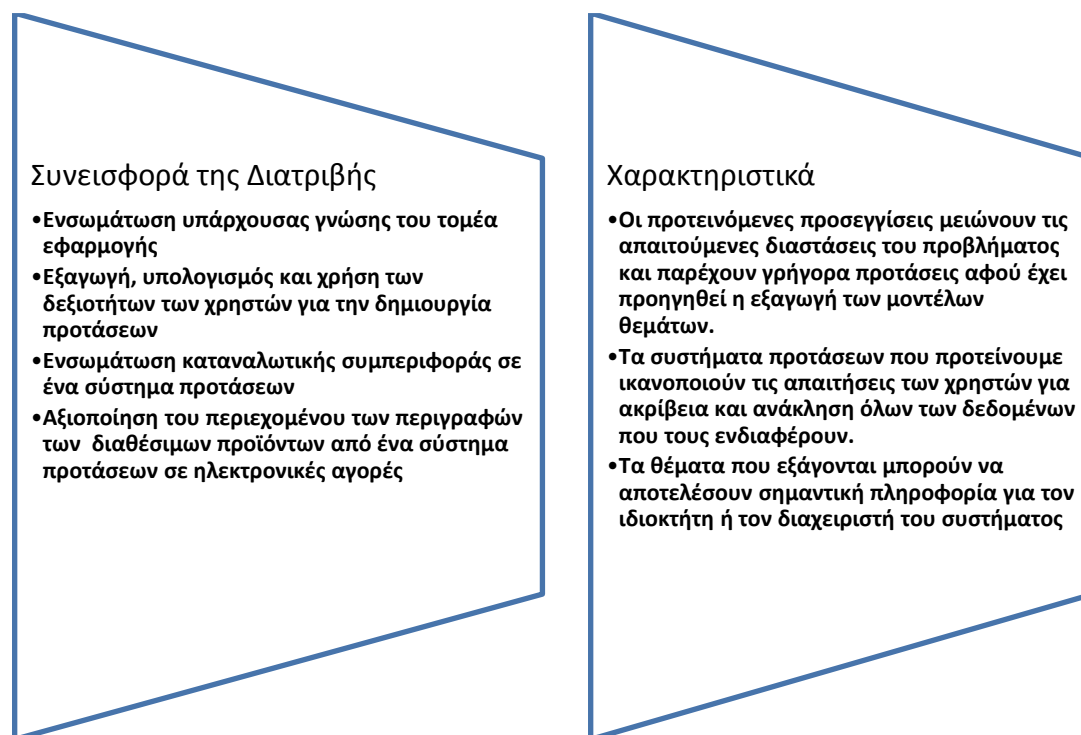 Συνεισφορά της Διατριβής
•Ενσωμάτωση υπάρχουσας γνώσης του τομέα
εφαρμογής
•Εξαγωγή, υπολογισμός και χρήση των
δεξιοτήτων των χρηστών για την δημιουργία
προτάσεων
•Ενσωμάτωση καταναλωτικής συμπεριφοράς σε
ένα σύστημα προτάσεων
•Αξιοποίηση του περιεχομένου των περιγραφών
των διαθέσιμων προϊόντων από ένα σύστημα
προτάσεων σε ηλεκτρονικές αγορές
Χαρακτηριστικά
•Οι προτεινόμενες προσεγγίσεις μειώνουν τις
απαιτούμενες διαστάσεις του προβλήματος
και παρέχουν γρήγορα προτάσεις αφού έχει
προηγηθεί η εξαγωγή των μοντέλων
θεμάτων.
•Τα συστήματα προτάσεων που προτείνουμε
ικανοποιούν τις απαιτήσεις των χρηστών για
ακρίβεια και ανάκληση όλων των δεδομένων
που τους ενδιαφέρουν.
•Τα θέματα που εξάγονται μπορούν να
αποτελέσουν σημαντική πληροφορία για τον
ιδιοκτήτη ή τον διαχειριστή του συστήματος